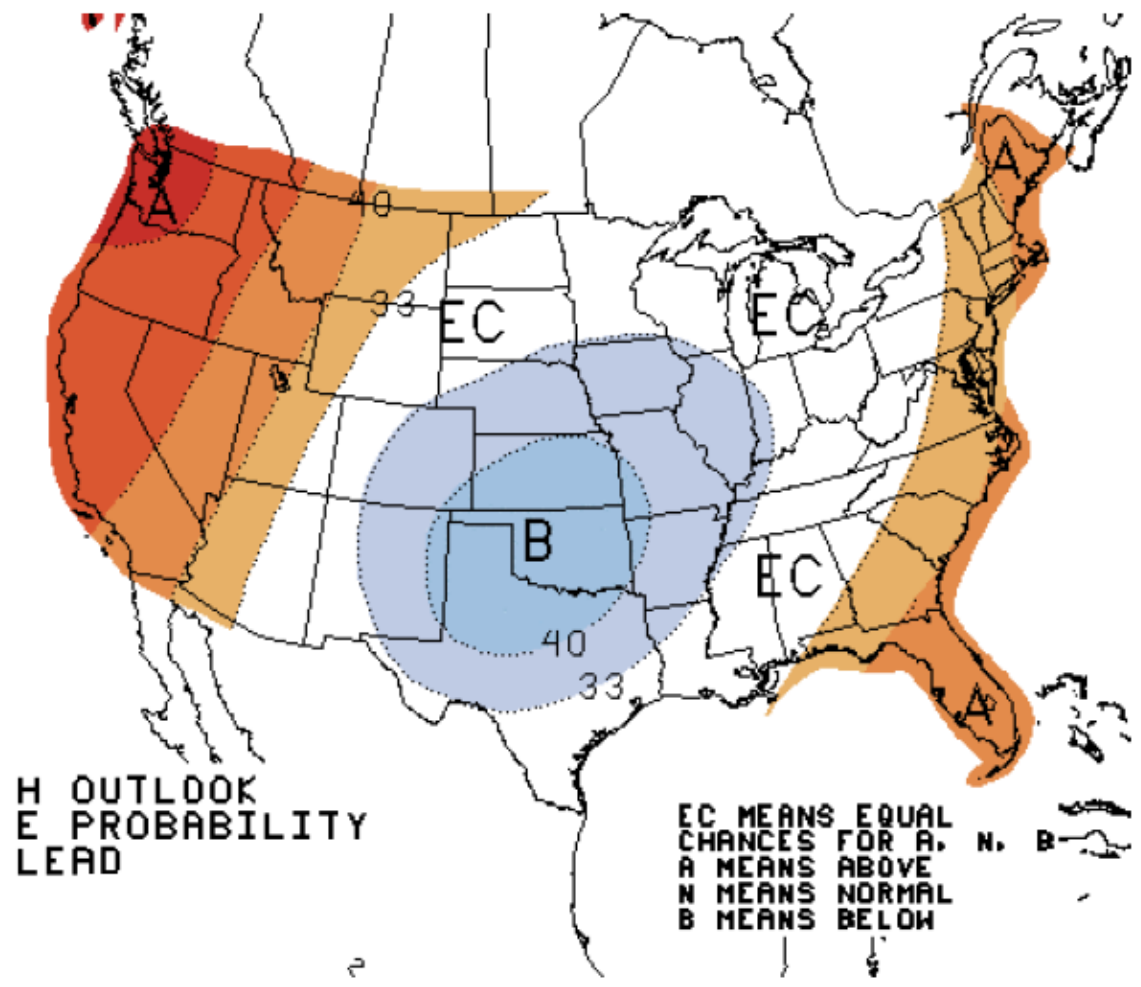 A
A
40
33
EC
EC
B
EC
40
33
A
H OUTLOOK
E PROBABILITY
LEAD
EC MEANS EQUAL
CHANCES FOR A, N, B
A MEANS ABOVE
N MEANS NORMAL
B MEANS BELOW